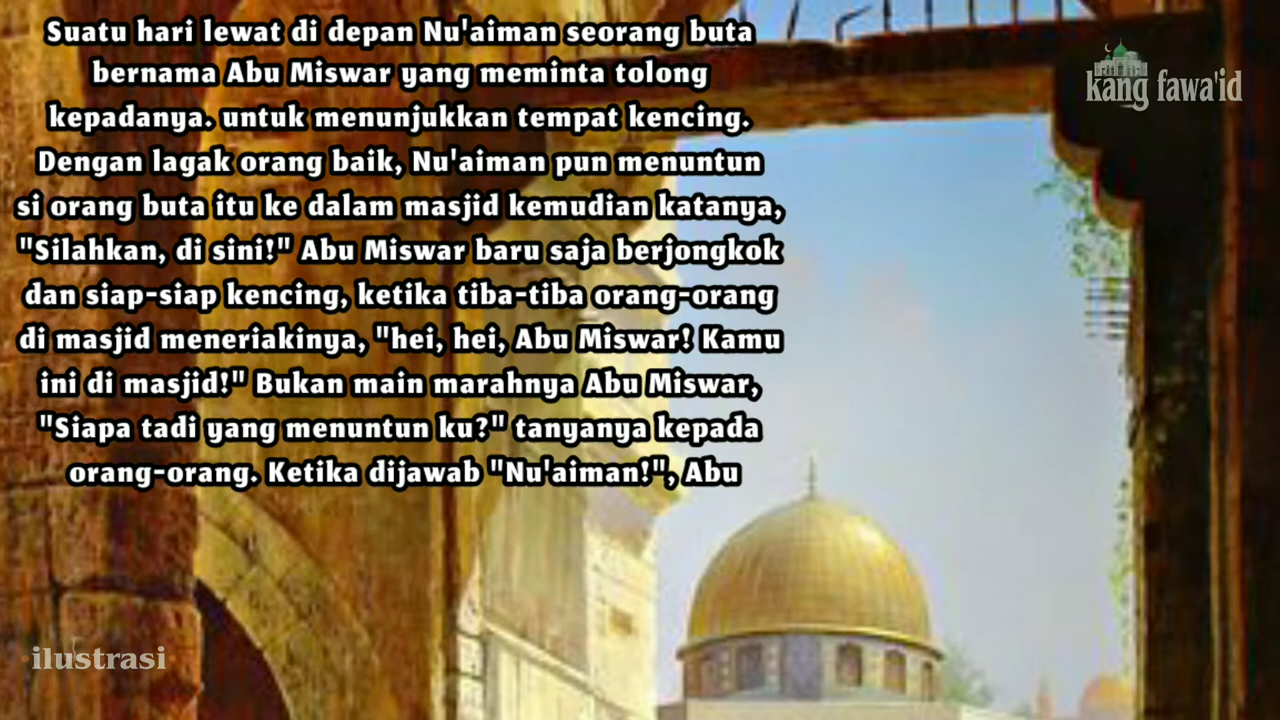 Suatu hari lewat di depan Nu'aiman seorang buta
bernama Abu Miswar yang meminta tolong
kepadanya. untuk menunjukkan tempat kencing.
Dengan lagak orang baik, Nu'aiman pun menuntun
si orang buta itu ke dalam masjid kemudian katanya,
"Silahkan, di sini!" Abu Miswar baru saja berjongkok
dan siap-siap kencing, ketika tiba-tiba orang-orang
di masjid meneriakinya, "hei, hei, Abu Miswar! Kamu
ini di masjid!" Bukan main marahnya Abu Miswar,
"Siapa tadi yang menuntun ku?" tanyanya kepada
orang-orang. Ketika dijawab "Nu'aiman!", Abu
kang fawa'id
ilustrasi